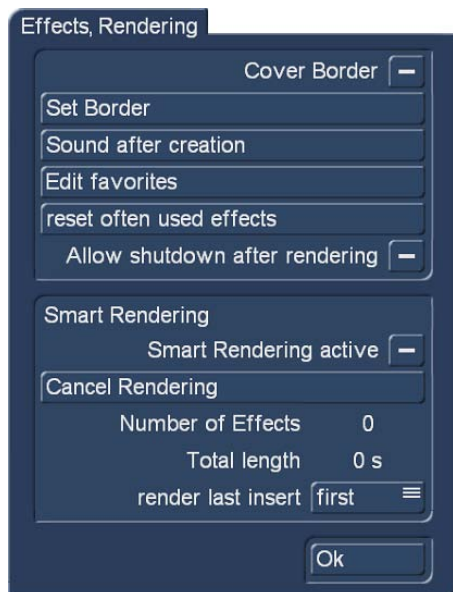 Effects, Rendering
Cover Border
Set Border
Sound after creation
Edit favorites
reset often used effects
Allow shutdown after rendering
Smart Rendering
Smart Rendering active
Cancel Rendering
Number of Effects 0
Total length 0 s
render last insert first
Ok